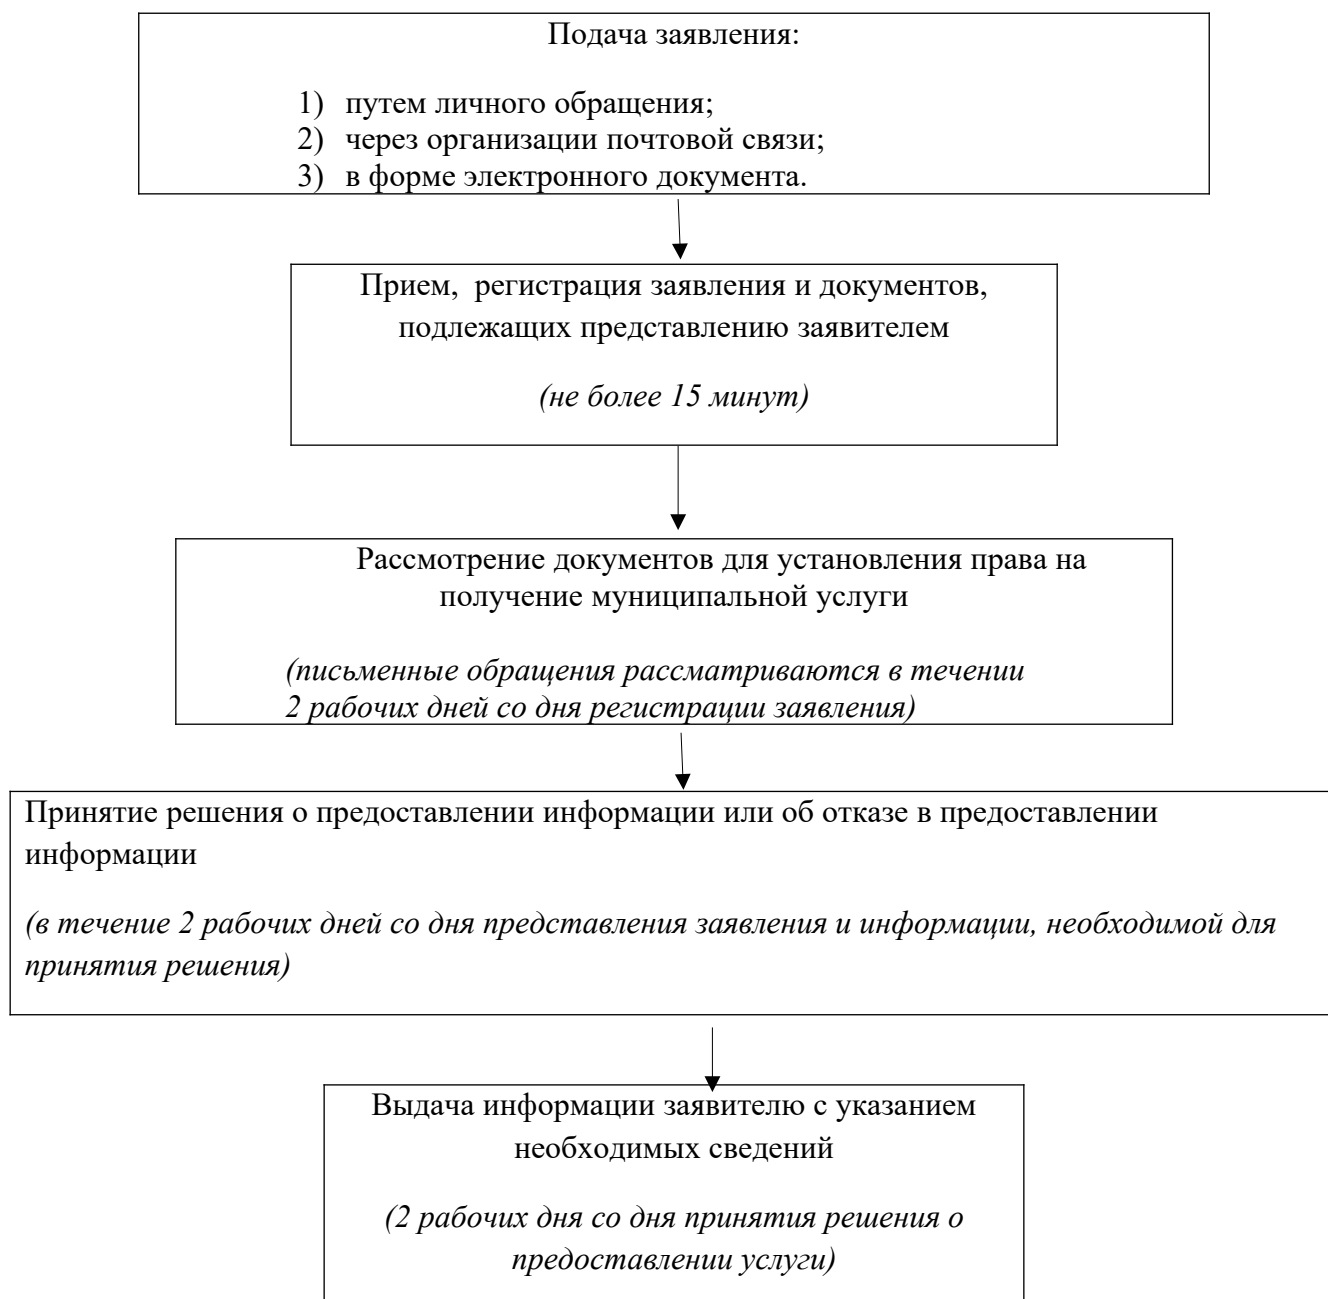 Подача заявления:
1) путем личного обращения;
2) через организации почтовой связи;
3) в форме электронного документа.
Прием, регистрация заявления и документов,
подлежащих представлению заявителем
(не более 15 минут)
Рассмотрение документов для установления права на
получение муниципальной услуги
(письменные обращения рассматриваются в течении
2 рабочих дней со дня регистрации заявления)
Принятие решения о предоставлении информации или об отказе в предоставлении
информации
(в течение 2 рабочих дней со дня представления заявления и информации, необходимой для
принятия решения)
Выдача информации заявителю с указанием
необходимых сведений
(2 рабочих дня со дня принятия решения о
предоставлении услуги)